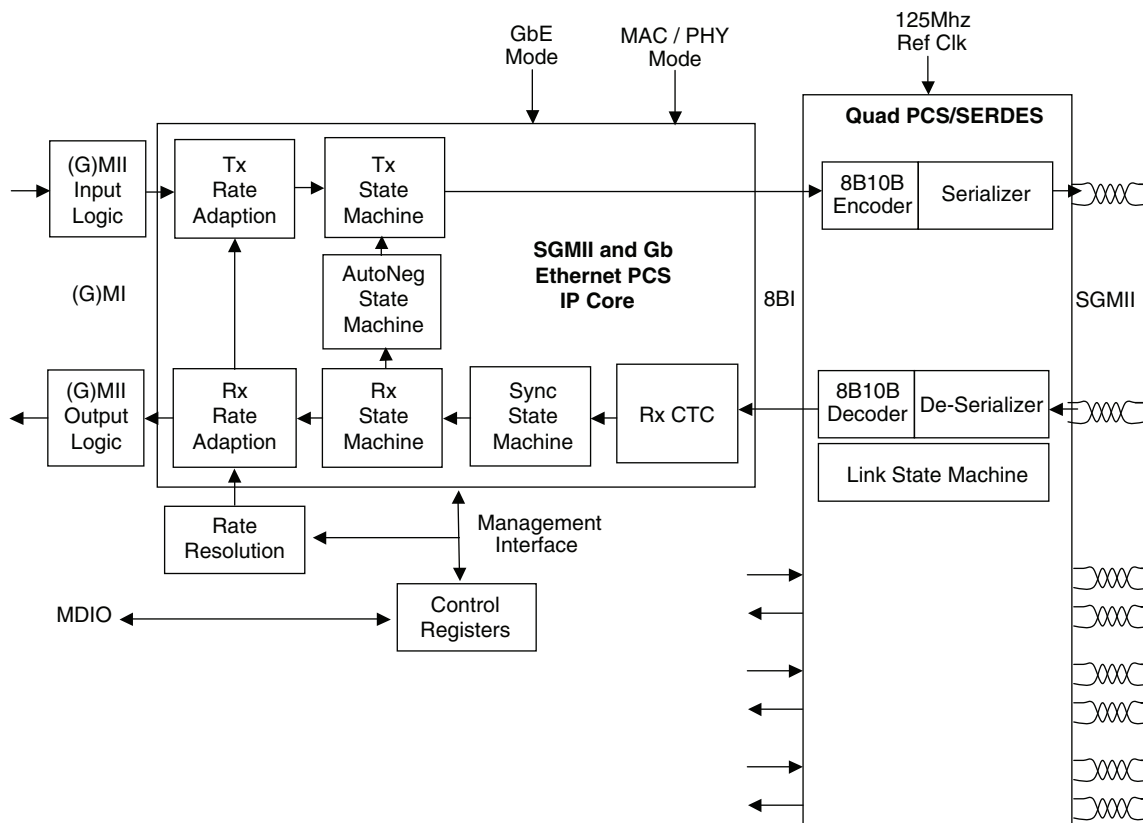 GbE
Mode
MAC / PHY
Mode
125Mhz
Ref Clk
Quad PCS/SERDES
(G)MII
Input
Logic
Tx
Rate
Adaption
Tx
State
Machine
8B10B
Encoder
Serializer
SGMII and Gb
Ethernet PCS
IP Core
AutoNeg
State
Machine
(G)MI
8BI
SGMII
(G)MII
Output
Logic
Rx
Rate
Adaption
Rx
State
Machine
Sync
State
Machine
Rx CTC
8B10B
Decoder
De-Serializer
Link State Machine
Rate
Resolution
Management
Interface
MDIO
Control
Registers